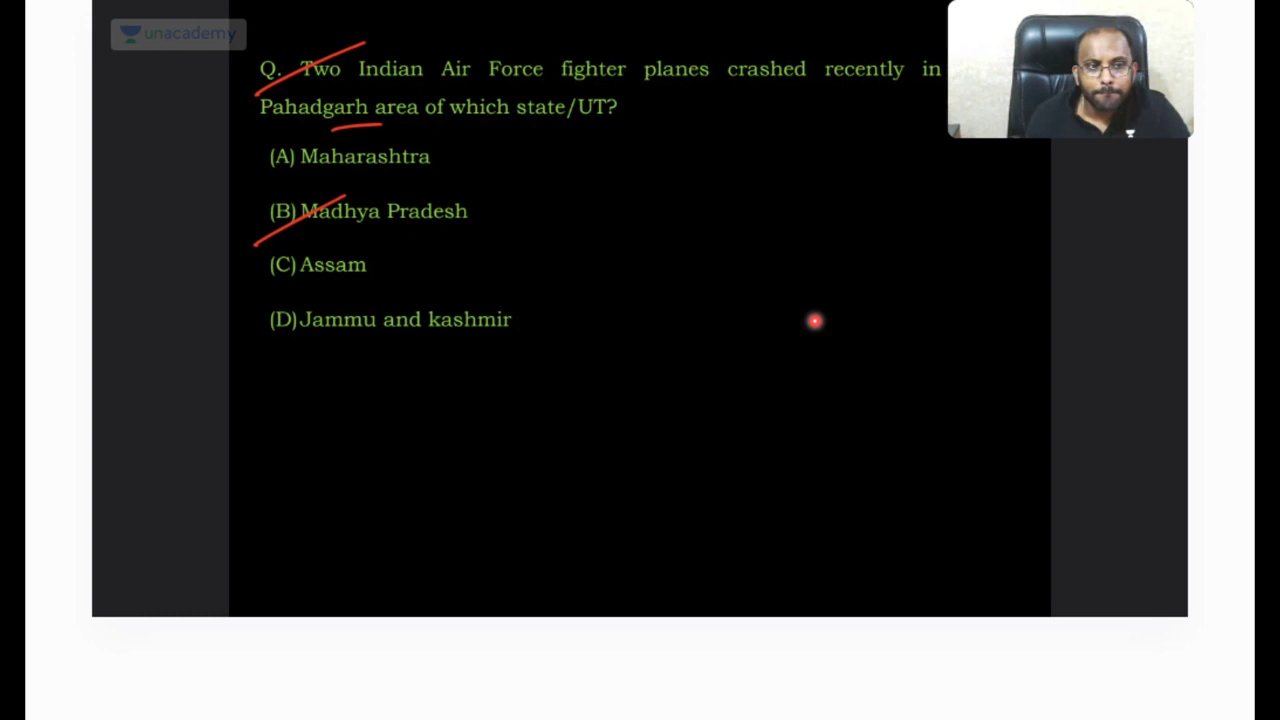 unacademy
Q. Two Indian Air Force fighter planes crashed recently in
Pahadgarh area of which state/UT?
(A) Maharashtra
(B) Madhya Pradesh
(C) Assam
(D) Jammu and kashmir